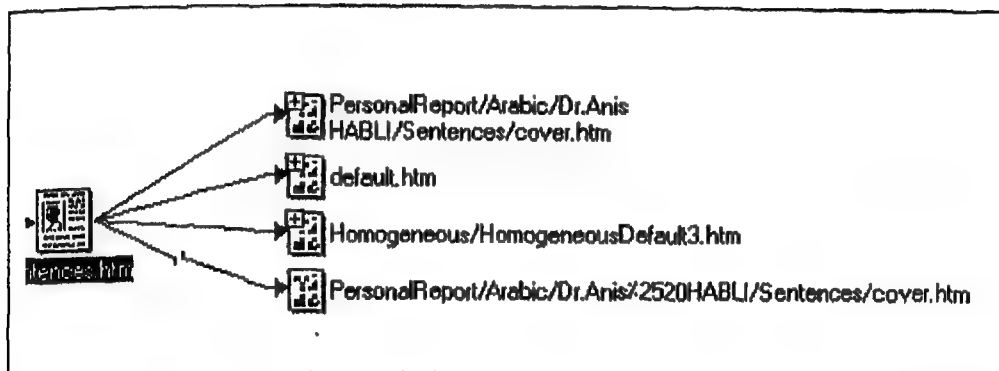 PersonalReport/Arabic/Dr.Anis
HABLI/Sentences/cover.htm
default.htm
Homogeneous/HomogeneousDefault3.htm
itences.htm
PersonalReport/Arabic/Dr.Anis%2520HABLI/Sentences/cover.htm